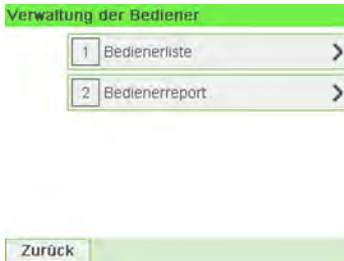 Verwaltung der Bediener
1 Bedienerliste
2 Bedienerreport
Zurück